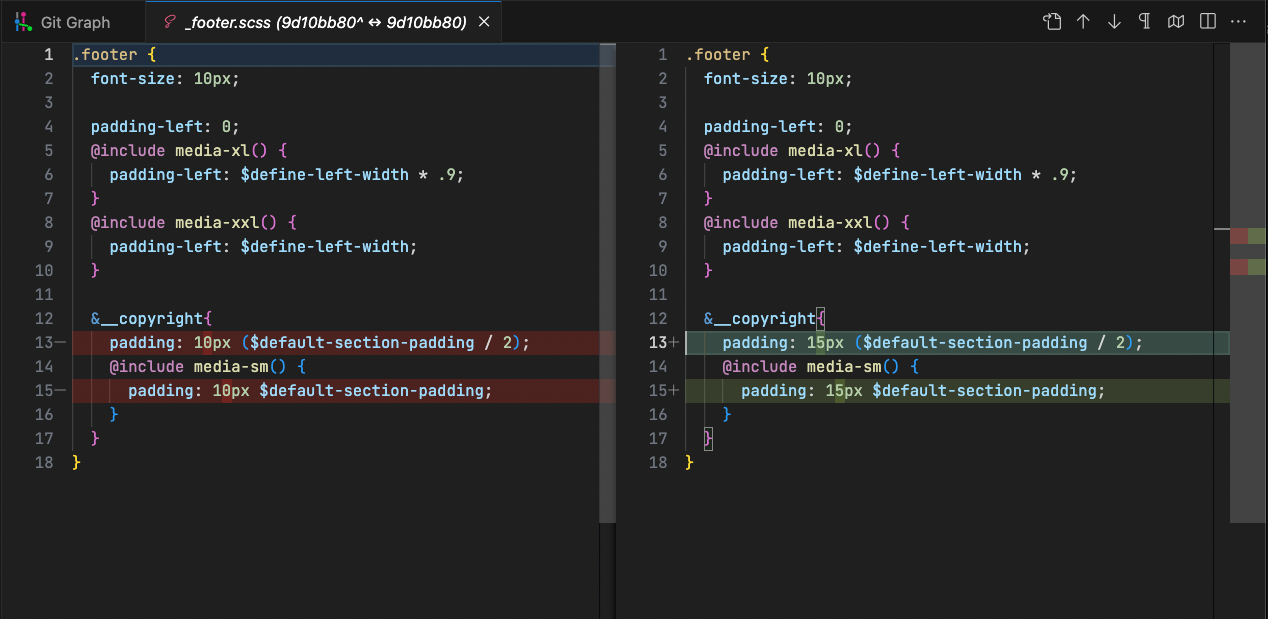 Git Graph
_footer.scss (9d10bb80^ ↔ 9d10bb80)
1 .footer {
2 font-size: 10px;
3
4 padding-left: 0;
5 @include media-xl() {
6 padding-left: $define-left-width * .9;
7 }
8 @include media-xxl() {
9 padding-left: $define-left-width;
10 }
11
12 &__copyright{
13— padding: 10px ($default-section-padding / 2);
14 @include media-sm() {
15— padding: 10px $default-section-padding;
16 }
17 }
18 }
1 .footer {
2 font-size: 10px;
3
4 padding-left: 0;
5 @include media-xl() {
6 padding-left: $define-left-width * .9;
7 }
8 @include media-xxl() {
9 padding-left: $define-left-width;
10 }
11
12 &__copyright{
13+ padding: 15px ($default-section-padding / 2);
14 @include media-sm() {
15+ padding: 15px $default-section-padding;
16 }
17 }
18 }